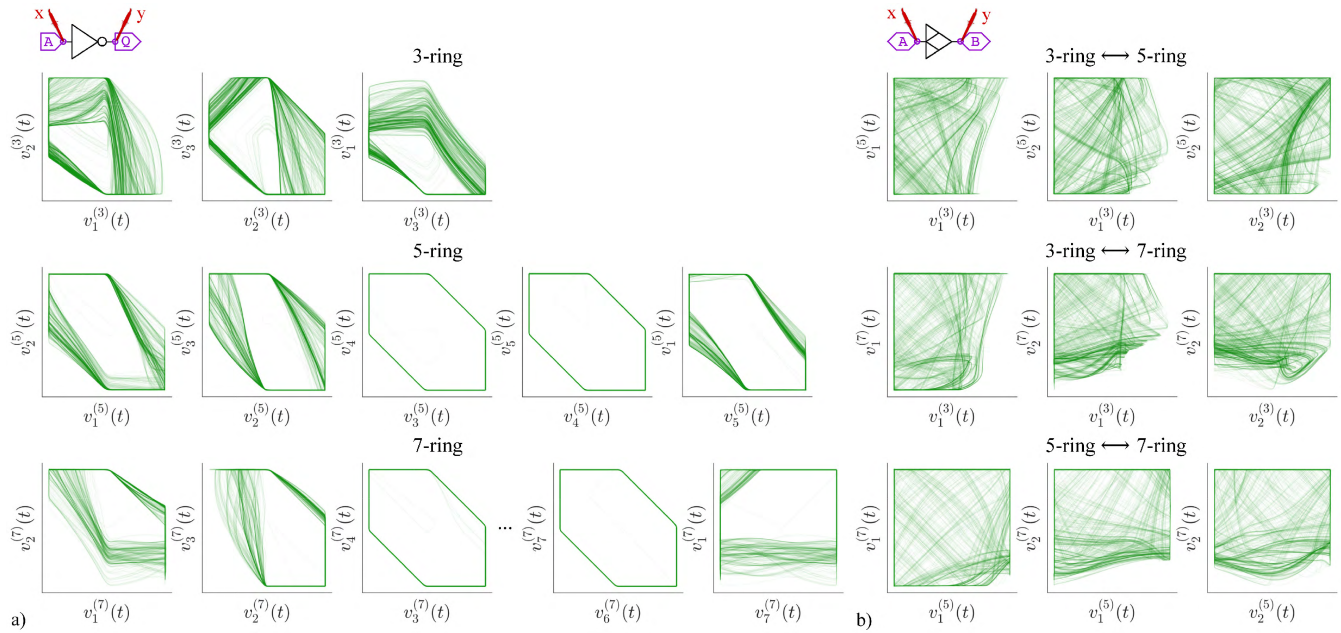 x y
A Q
3-ring
v_2^{(3)}(t) v_3^{(3)}(t) v_1^{(3)}(t)
v_1^{(3)}(t) v_2^{(3)}(t) v_3^{(3)}(t)
5-ring
v_2^{(5)}(t) v_3^{(5)}(t) v_4^{(5)}(t) v_5^{(5)}(t) v_1^{(5)}(t)
v_1^{(5)}(t) v_2^{(5)}(t) v_3^{(5)}(t) v_4^{(5)}(t) v_5^{(5)}(t)
7-ring
v_2^{(7)}(t) v_3^{(7)}(t) v_4^{(7)}(t) ... v_7^{(7)}(t) v_1^{(7)}(t)
v_1^{(7)}(t) v_2^{(7)}(t) v_3^{(7)}(t) v_6^{(7)}(t) v_7^{(7)}(t)
a)
x y
A B
3-ring ⟷ 5-ring
v_1^{(5)}(t) v_2^{(5)}(t) v_2^{(5)}(t)
v_1^{(3)}(t) v_1^{(3)}(t) v_2^{(3)}(t)
3-ring ⟷ 7-ring
v_1^{(7)}(t) v_2^{(7)}(t) v_2^{(7)}(t)
v_1^{(3)}(t) v_1^{(3)}(t) v_2^{(3)}(t)
5-ring ⟷ 7-ring
v_1^{(7)}(t) v_2^{(7)}(t) v_2^{(7)}(t)
v_1^{(5)}(t) v_1^{(5)}(t) v_2^{(5)}(t)
b)